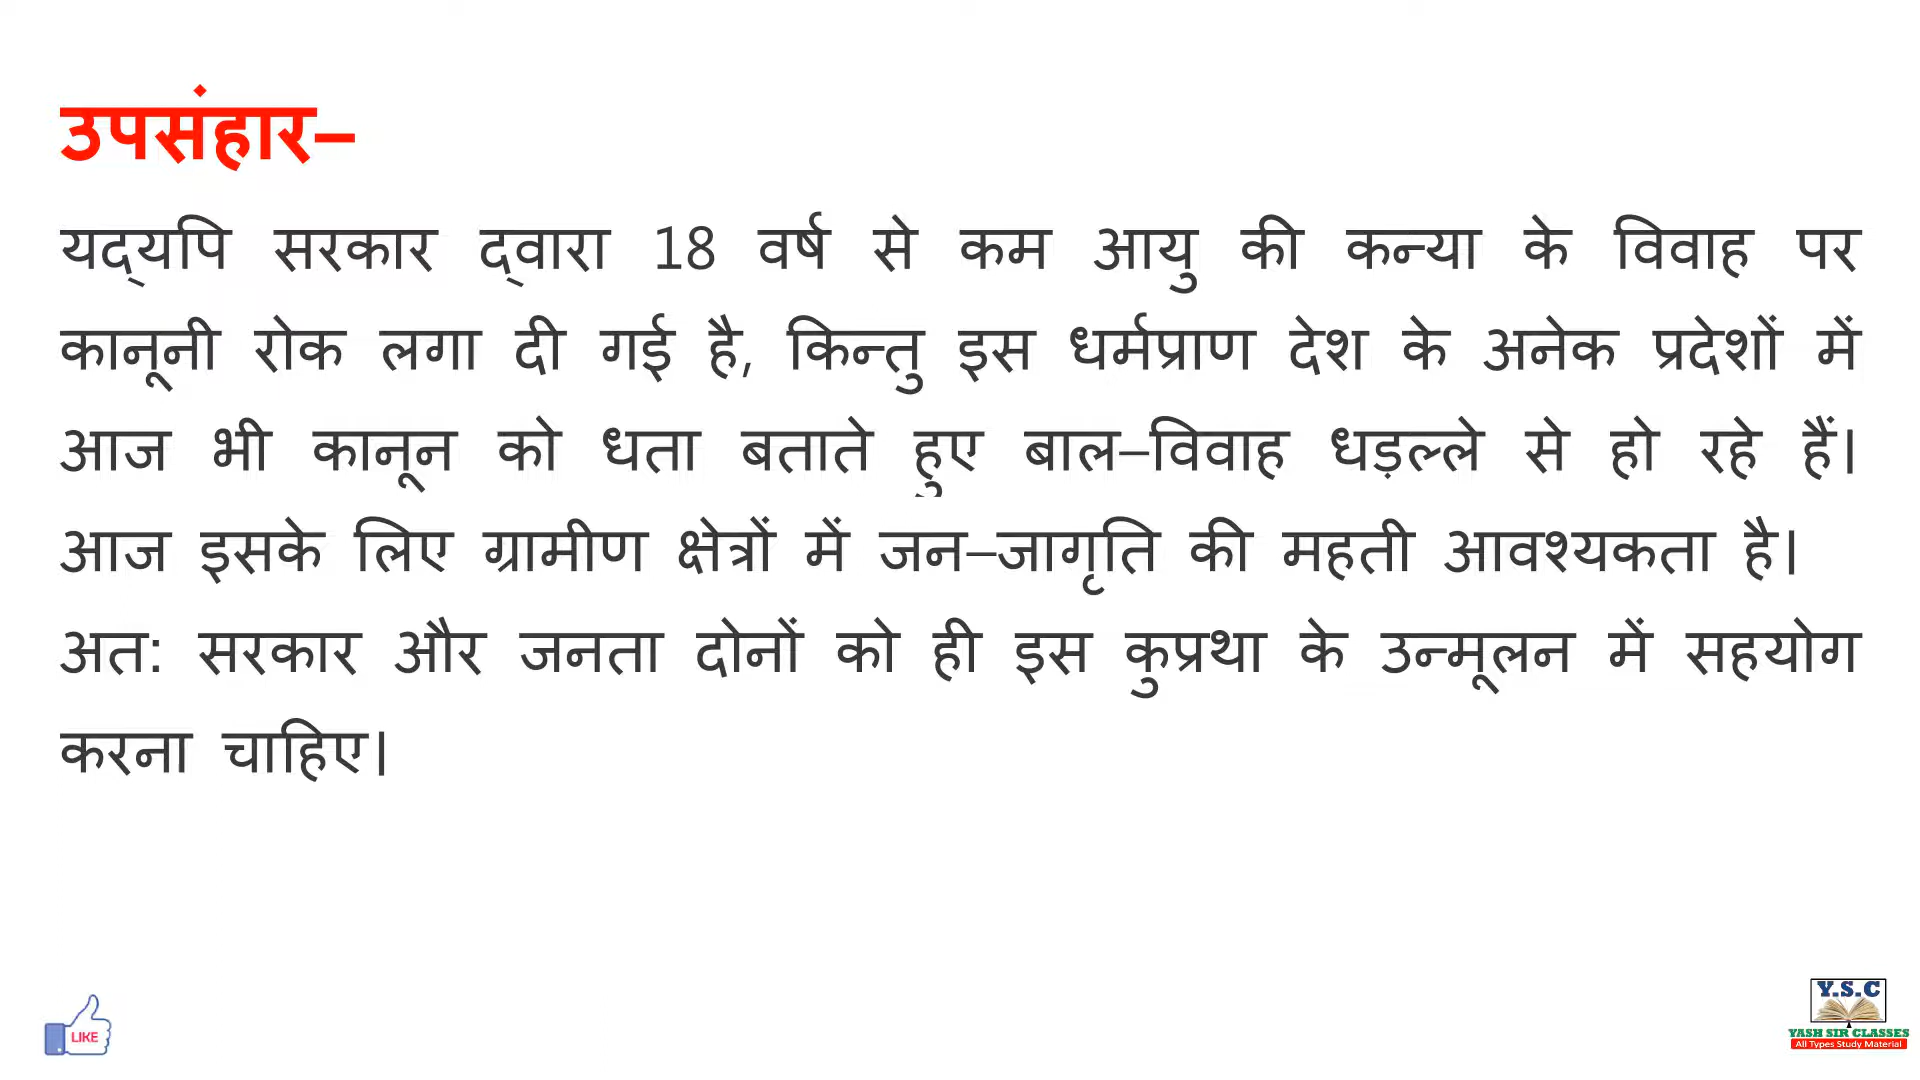 उपसंहार–
यद्‌यपि सरकार द्‌वारा 18 वर्ष से कम आयु की कन्या के विवाह पर
कानूनी रोक लगा दी गई है, किन्तु इस धर्मप्राण देश के अनेक प्रदेशों में
आज भी कानून को धता बताते हुए बाल–विवाह धड़ल्ले से हो रहे हैं।
आज इसके लिए ग्रामीण क्षेत्रों में जन–जागृति की महती आवश्यकता है।
अत: सरकार और जनता दोनों को ही इस कुप्रथा के उन्मूलन में सहयोग
करना चाहिए।
LIKE
Y.S.C
YASH SIR CLASSES
All Types Study Material